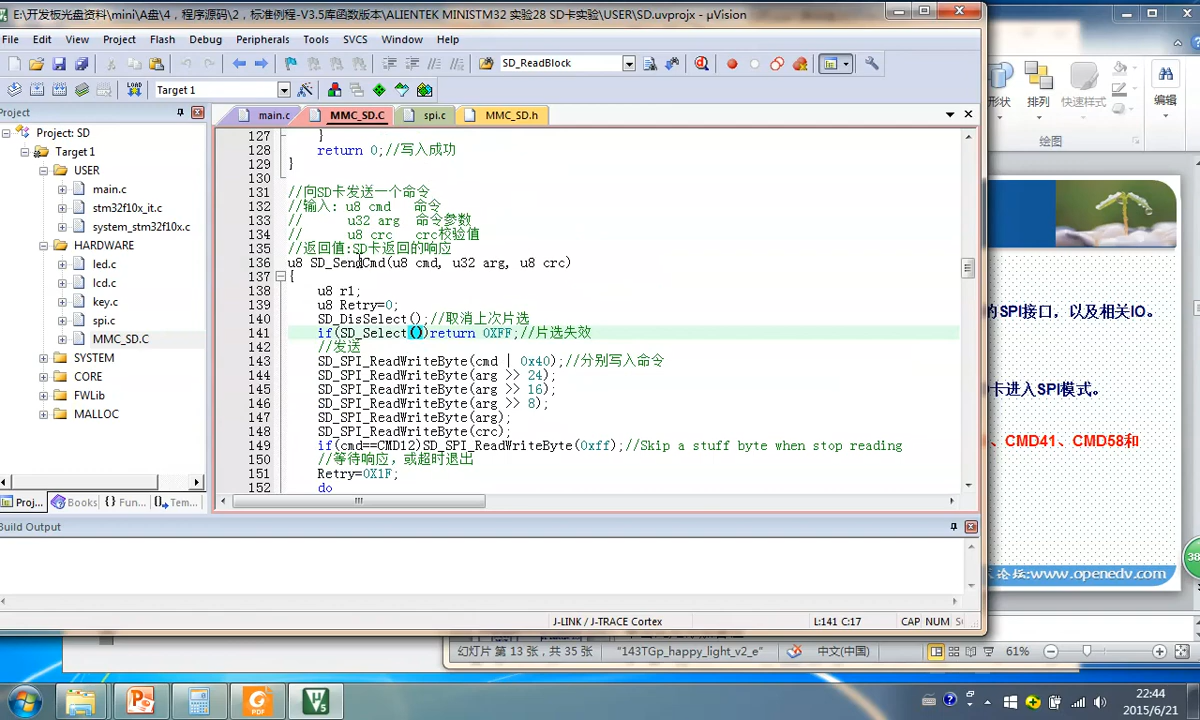 E:\开发板光盘资料\mini\A盘\4，程序源码\2，标准例程-V3.5库函数版本\ALIENTEK MINISTM32 实验28 SD卡实验\USER\SD.uvprojx - µVision
File Edit View Project Flash Debug Peripherals Tools SVCS Window Help
SD_ReadBlock
LOAD Target 1
Project
main.c MMC_SD.C spi.c MMC_SD.h
Project: SD
Target 1
USER
main.c
stm32f10x_it.c
system_stm32f10x.c
HARDWARE
led.c
lcd.c
key.c
spi.c
MMC_SD.C
SYSTEM
CORE
FWLib
MALLOC
Proj... Books Fun... Tem...
127 }
128 return 0;//写入成功
129 }
130
131 //向SD卡发送一个命令
132 //输入: u8 cmd 命令
133 // u32 arg 命令参数
134 // u8 crc crc校验值
135 //返回值:SD卡返回的响应
136 u8 SD_SendCmd(u8 cmd, u32 arg, u8 crc)
137 {
138 u8 r1;
139 u8 Retry=0;
140 SD_DisSelect();//取消上次片选
141 if(SD_Select())return 0XFF;//片选失效
142 //发送
143 SD_SPI_ReadWriteByte(cmd | 0x40);//分别写入命令
144 SD_SPI_ReadWriteByte(arg >> 24);
145 SD_SPI_ReadWriteByte(arg >> 16);
146 SD_SPI_ReadWriteByte(arg >> 8);
147 SD_SPI_ReadWriteByte(arg);
148 SD_SPI_ReadWriteByte(crc);
149 if(cmd==CMD12)SD_SPI_ReadWriteByte(0xff);//Skip a stuff byte when stop reading
150 //等待响应，或超时退出
151 Retry=0X1F;
152 do
Build Output
J-LINK / J-TRACE Cortex L:141 C:17 CAP NUM
形状 排列 快速样式 编辑
绘图
的SPI接口，以及相关IO。
卡进入SPI模式。
、CMD41、CMD58和
论坛:www.openedv.com
38
幻灯片 第 13 张，共 35 张 "143TGp_happy_light_v2_e" 中文(中国) 61%
22:44
2015/6/21